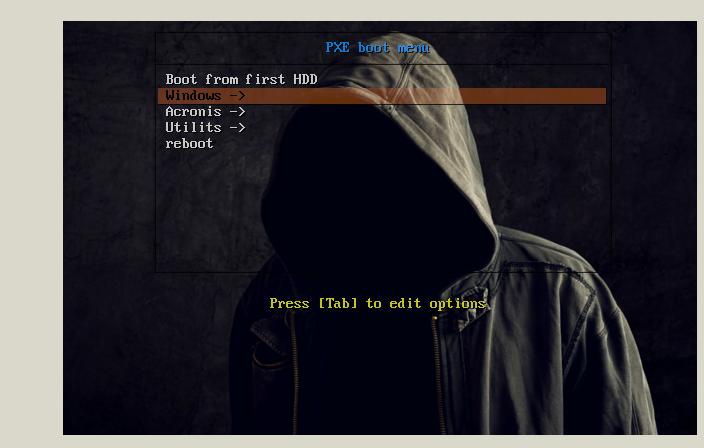 PXE boot menu
Boot from first HDD
Windows ->
Acronis ->
Utilits ->
reboot
Press [Tab] to edit options